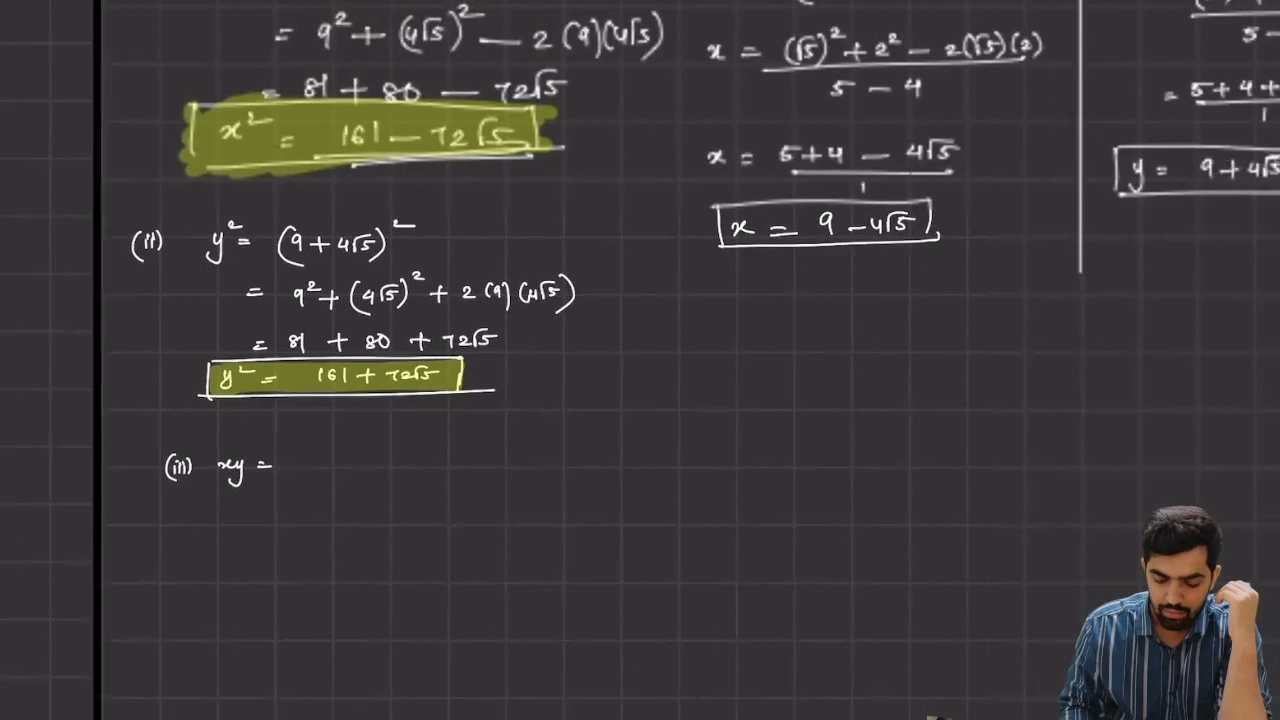 = 9² + (4√5)² — 2 (9)(4√5)
= 81 + 80 — 72√5
x² = 161 — 72√5
(ii) y² = (9 + 4√5)²
= 9² + (4√5)² + 2 (9) (4√5)
= 81 + 80 + 72√5
y² = 161 + 72√5
(iii) xy =
x = (√5)² + 2² — 2(√5)(2)
5 — 4
x = 5+4 — 4√5
1
x = 9 — 4√5
5 —
= 5+4+
1
y = 9+4√5